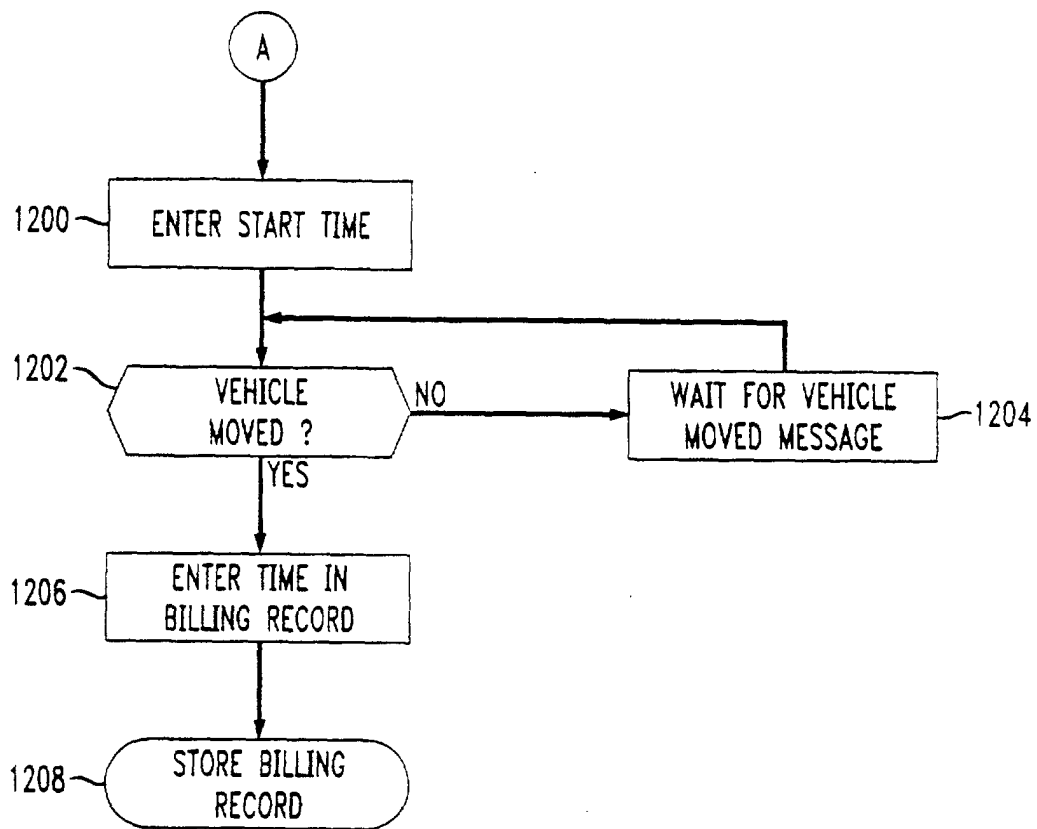 A
1200
ENTER START TIME
1202
VEHICLE
MOVED ?
NO
WAIT FOR VEHICLE
MOVED MESSAGE
1204
YES
1206
ENTER TIME IN
BILLING RECORD
1208
STORE BILLING
RECORD